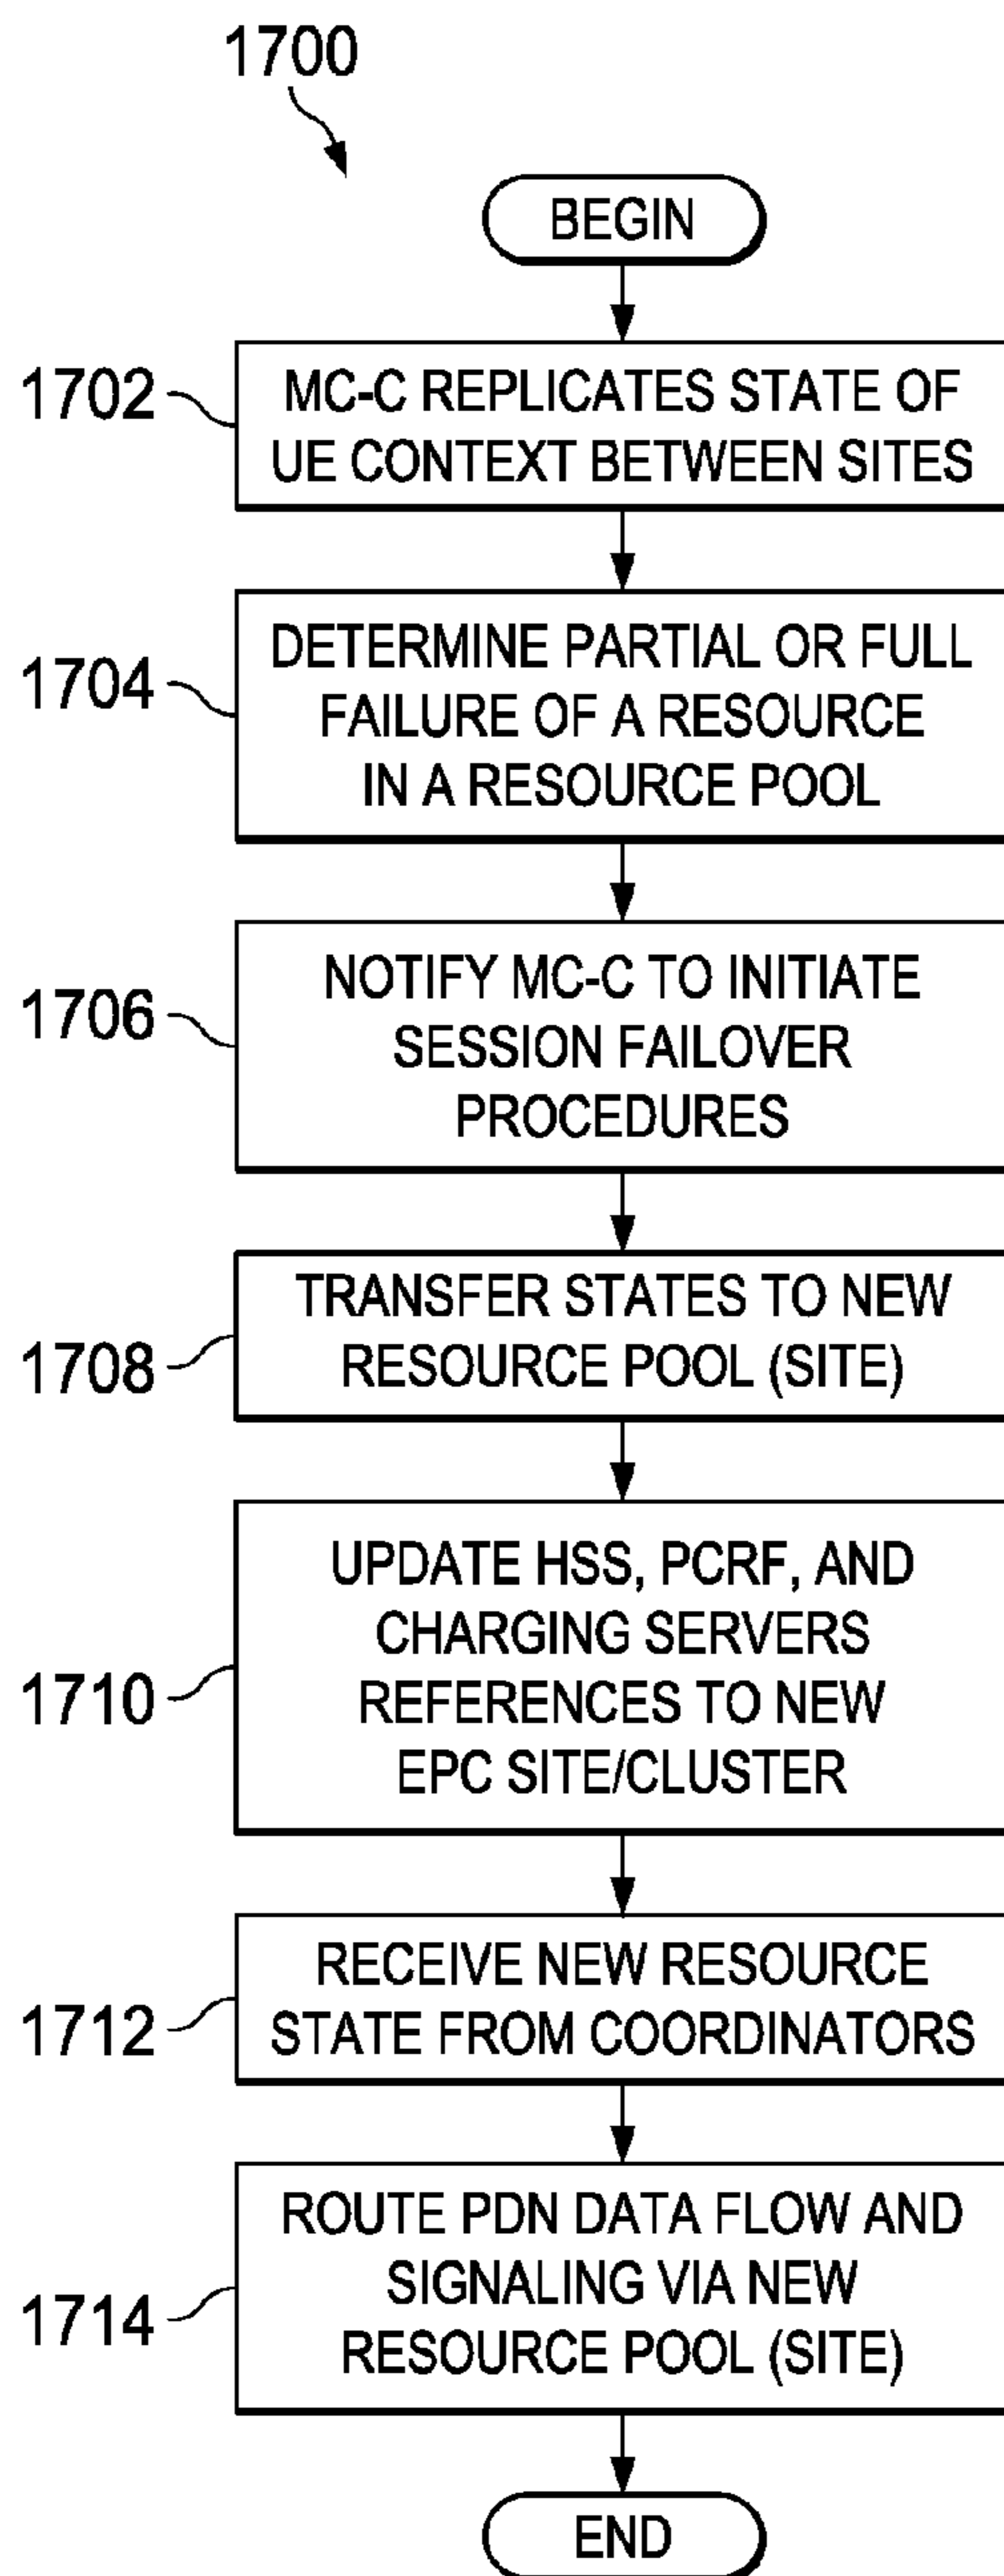 1700
BEGIN
1702
MC-C REPLICATES STATE OF
UE CONTEXT BETWEEN SITES
1704
DETERMINE PARTIAL OR FULL
FAILURE OF A RESOURCE
IN A RESOURCE POOL
1706
NOTIFY MC-C TO INITIATE
SESSION FAILOVER
PROCEDURES
1708
TRANSFER STATES TO NEW
RESOURCE POOL (SITE)
1710
UPDATE HSS, PCRF, AND
CHARGING SERVERS
REFERENCES TO NEW
EPC SITE/CLUSTER
1712
RECEIVE NEW RESOURCE
STATE FROM COORDINATORS
1714
ROUTE PDN DATA FLOW AND
SIGNALING VIA NEW
RESOURCE POOL (SITE)
END